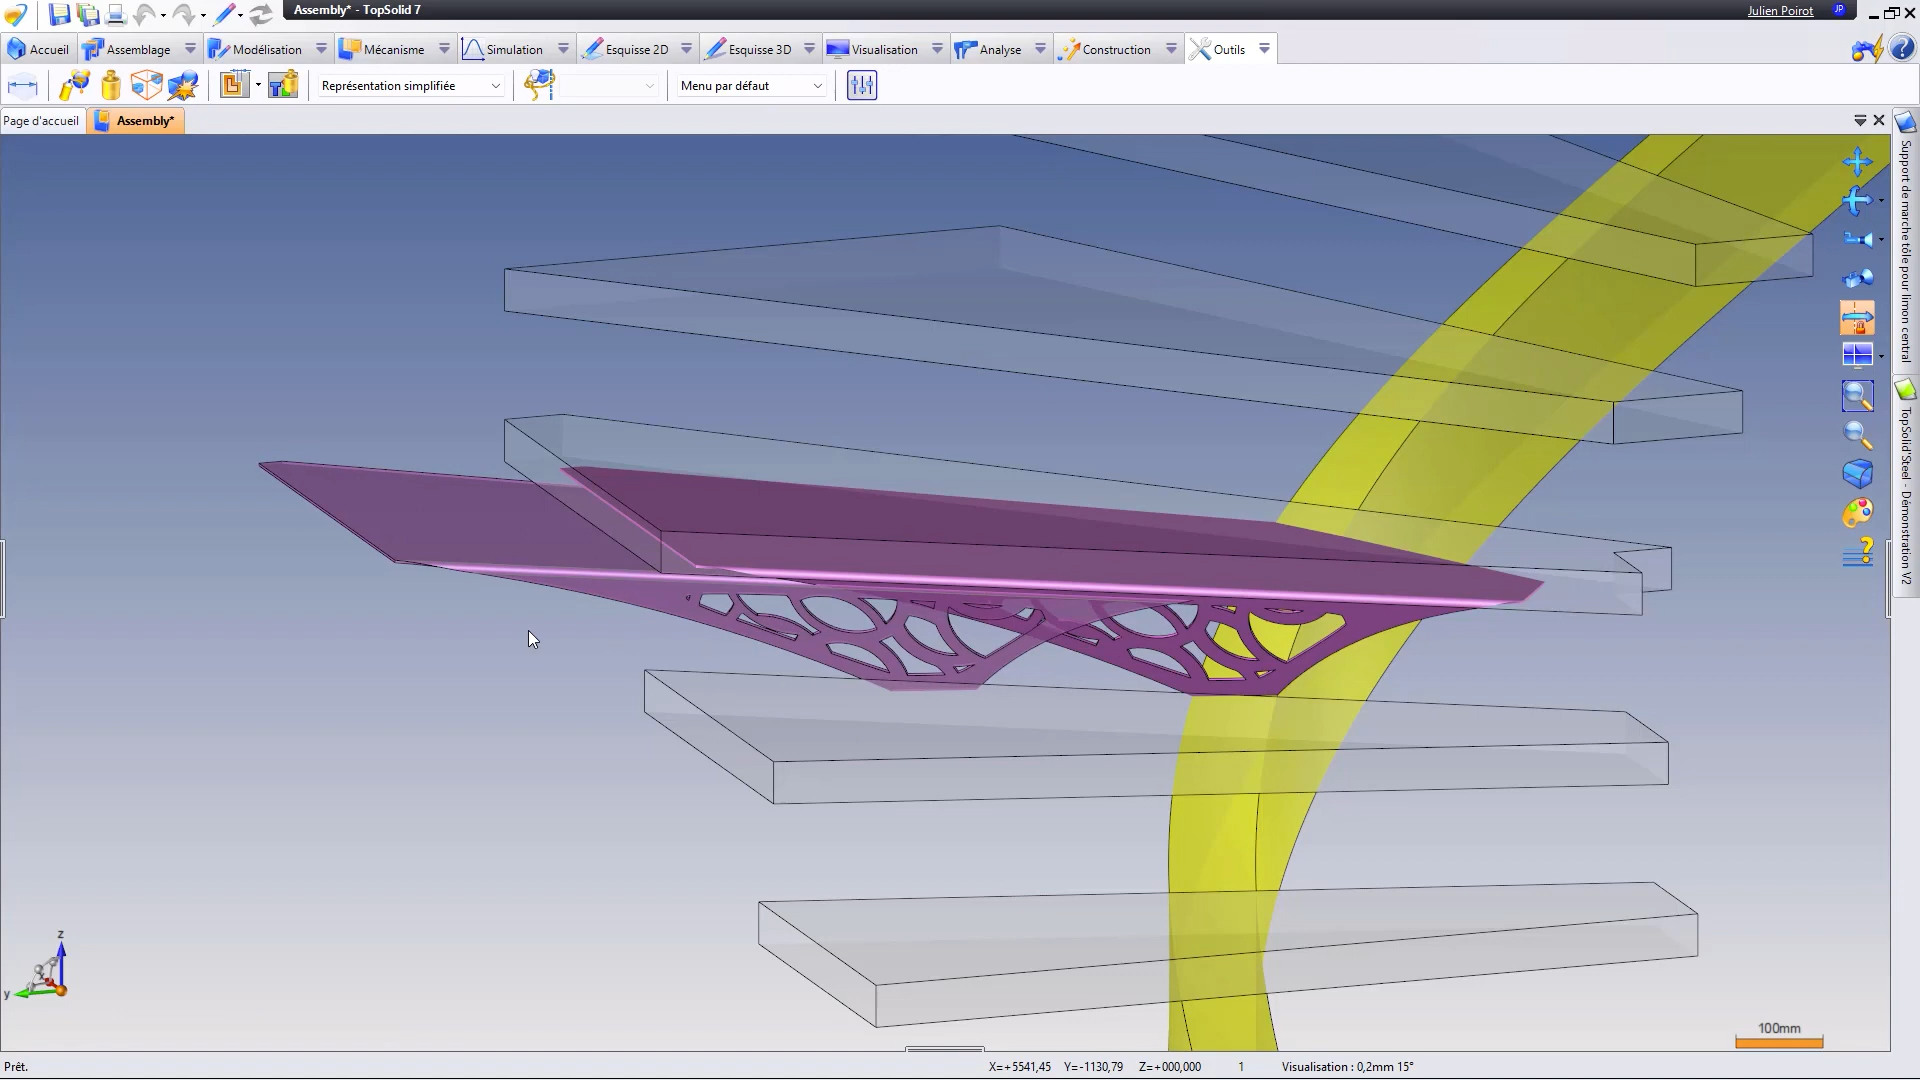 Assembly* - TopSolid 7
Julien Poirot
JP
Accueil
Assemblage
Modélisation
Mécanisme
Simulation
Esquisse 2D
Esquisse 3D
Visualisation
Analyse
Construction
Outils
Représentation simplifiée
Menu par défaut
Page d'accueil
Assembly*
Support de marche tôle pour limon central
TopSolid'Steel - Démonstration V2
z
y
100mm
Prêt.
X=+5541,45 Y=-1130,79 Z=+000,000 1 Visualisation : 0,2mm 15°